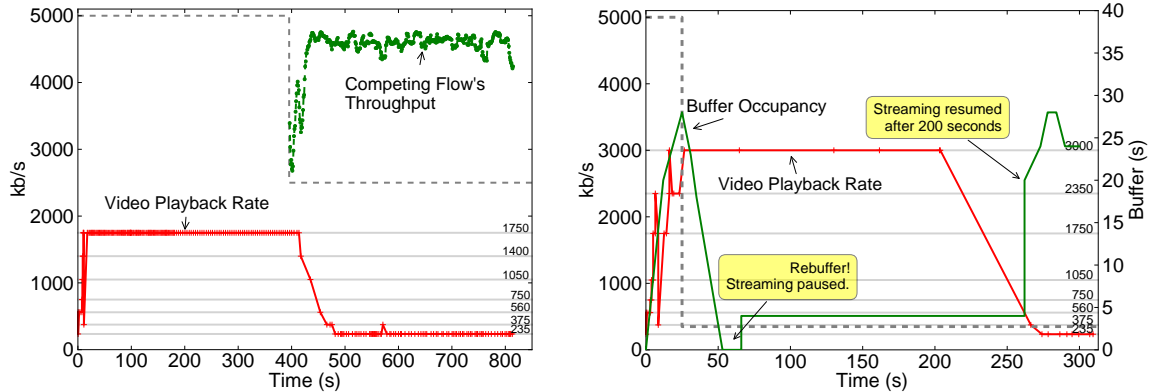 5000
4000
3000
2000
1000
0
kb/s
Competing Flow's
Throughput
Video Playback Rate
1750
1400
1050
750
560
375
235
0 100 200 300 400 500 600 700 800
Time (s)
5000
4000
3000
2000
1000
0
kb/s
Buffer Occupancy
Streaming resumed
after 200 seconds
Video Playback Rate
Rebuffer!
Streaming paused.
3000
2350
1750
1050
750
560
375
235
40
35
30
25
20
15
10
5
0
Buffer (s)
0 50 100 150 200 250 300
Time (s)